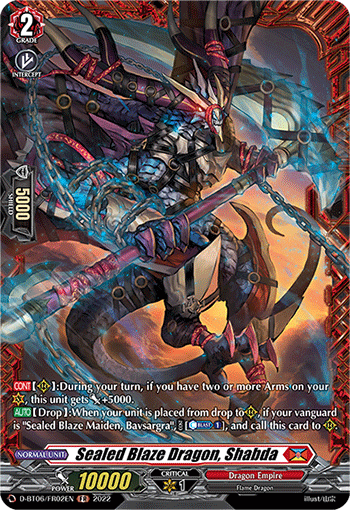 2
GRADE
INTERCEPT
5000
SHIELD
CONT【 】:During your turn, if you have two or more Arms on your
, this unit gets +5000.
AUTO【Drop】:When your unit is placed from drop to , if your vanguard
is "Sealed Blaze Maiden, Bavsargra", COST BLAST 1 , and call this card to .
NORMAL UNIT
Sealed Blaze Dragon, Shabda
10000
CRITICAL
1
Dragon Empire
Flame Dragon
D-BT06/FR02EN FR 2022
illust/山宗